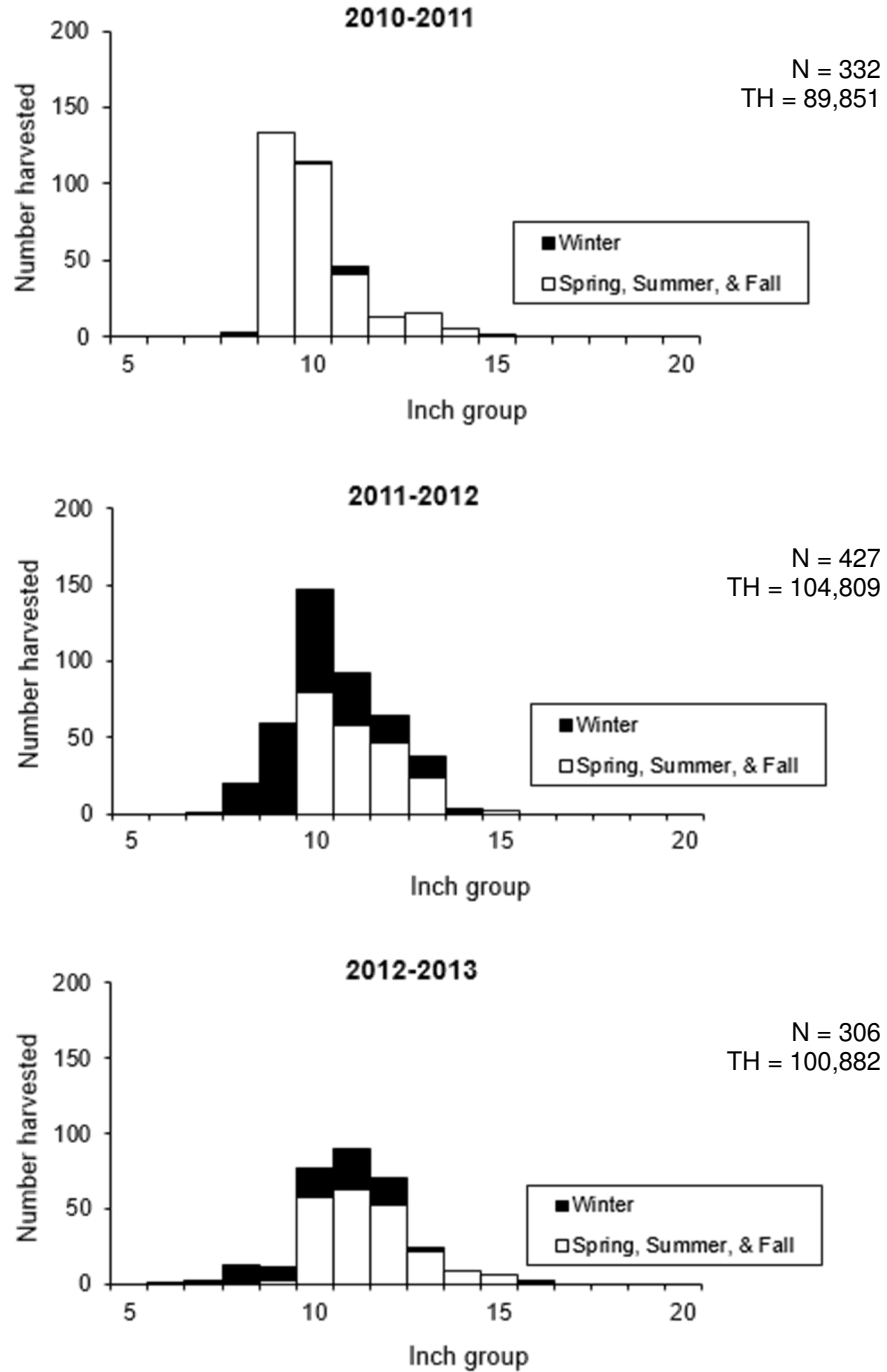 2010-2011
N = 332
TH = 89,851
200
150
100
50
0
Number harvested
Winter
Spring, Summer, & Fall
5 10 15 20
Inch group
2011-2012
N = 427
TH = 104,809
200
150
100
50
0
Number harvested
Winter
Spring, Summer, & Fall
5 10 15 20
Inch group
2012-2013
N = 306
TH = 100,882
200
150
100
50
0
Number harvested
Winter
Spring, Summer, & Fall
5 10 15 20
Inch group